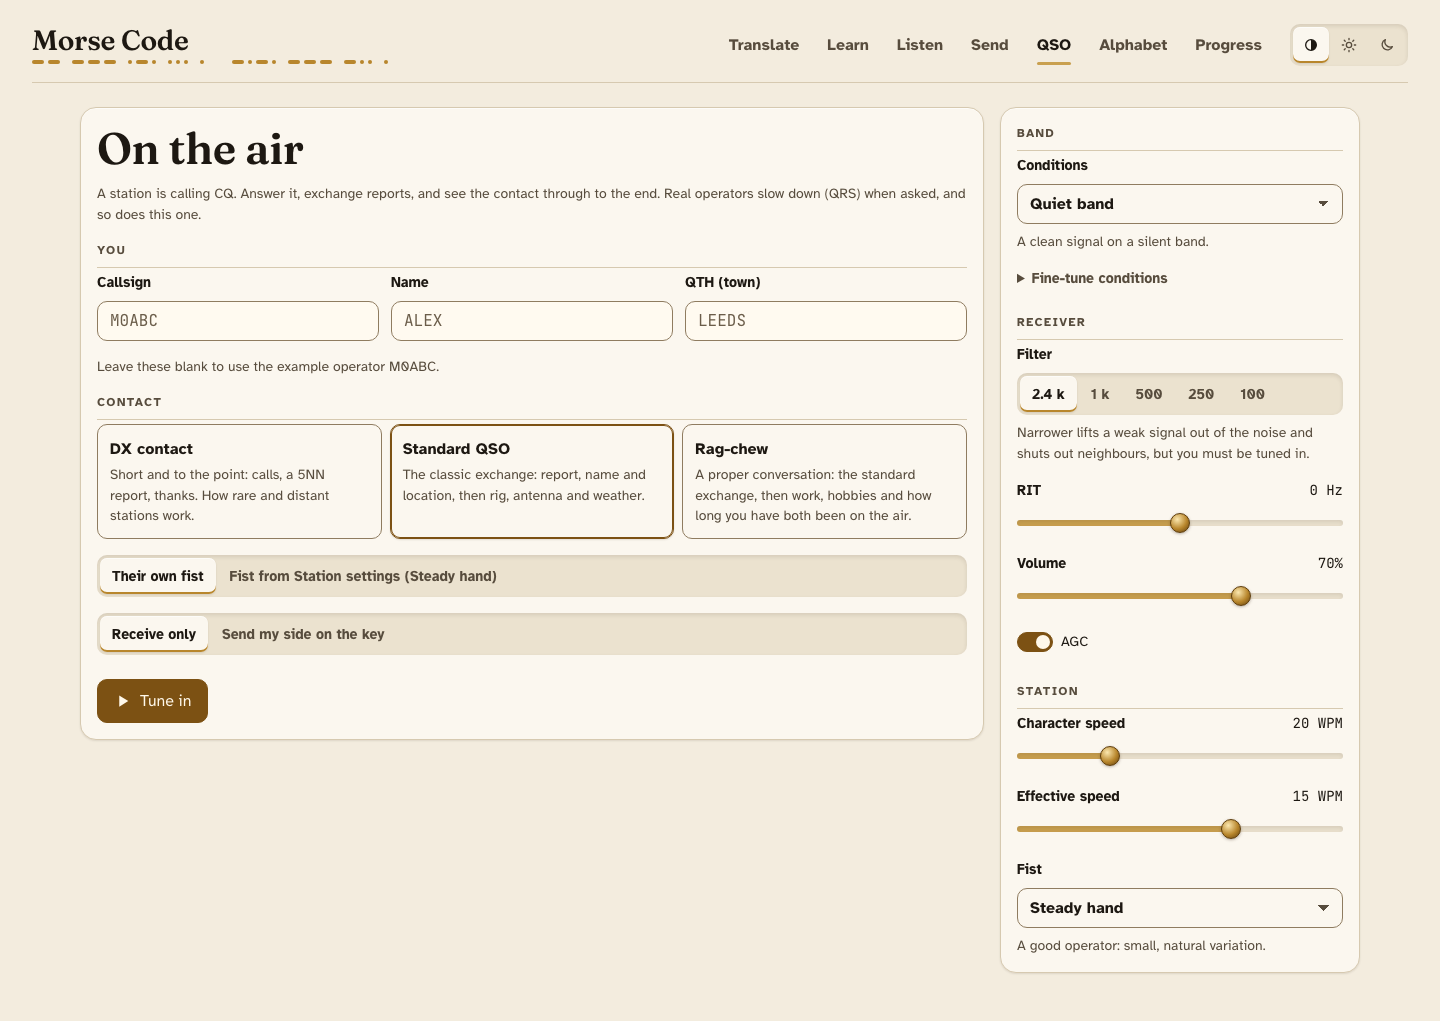 Morse Code
Translate
Learn
Listen
Send
QSO
Alphabet
Progress
On the air
A station is calling CQ. Answer it, exchange reports, and see the contact through to the end. Real operators slow down (QRS) when asked, and
so does this one.
YOU
Callsign
Name
QTH (town)
M0ABC
ALEX
LEEDS
Leave these blank to use the example operator M0ABC.
CONTACT
DX contact
Short and to the point: calls, a 5NN
report, thanks. How rare and distant
stations work.
Standard QSO
The classic exchange: report, name and
location, then rig, antenna and weather.
Rag-chew
A proper conversation: the standard
exchange, then work, hobbies and how
long you have both been on the air.
Their own fist
Fist from Station settings (Steady hand)
Receive only
Send my side on the key
Tune in
BAND
Conditions
Quiet band
A clean signal on a silent band.
Fine-tune conditions
RECEIVER
Filter
2.4 k
1 k
500
250
100
Narrower lifts a weak signal out of the noise and
shuts out neighbours, but you must be tuned in.
RIT
0 Hz
Volume
70%
AGC
STATION
Character speed
20 WPM
Effective speed
15 WPM
Fist
Steady hand
A good operator: small, natural variation.